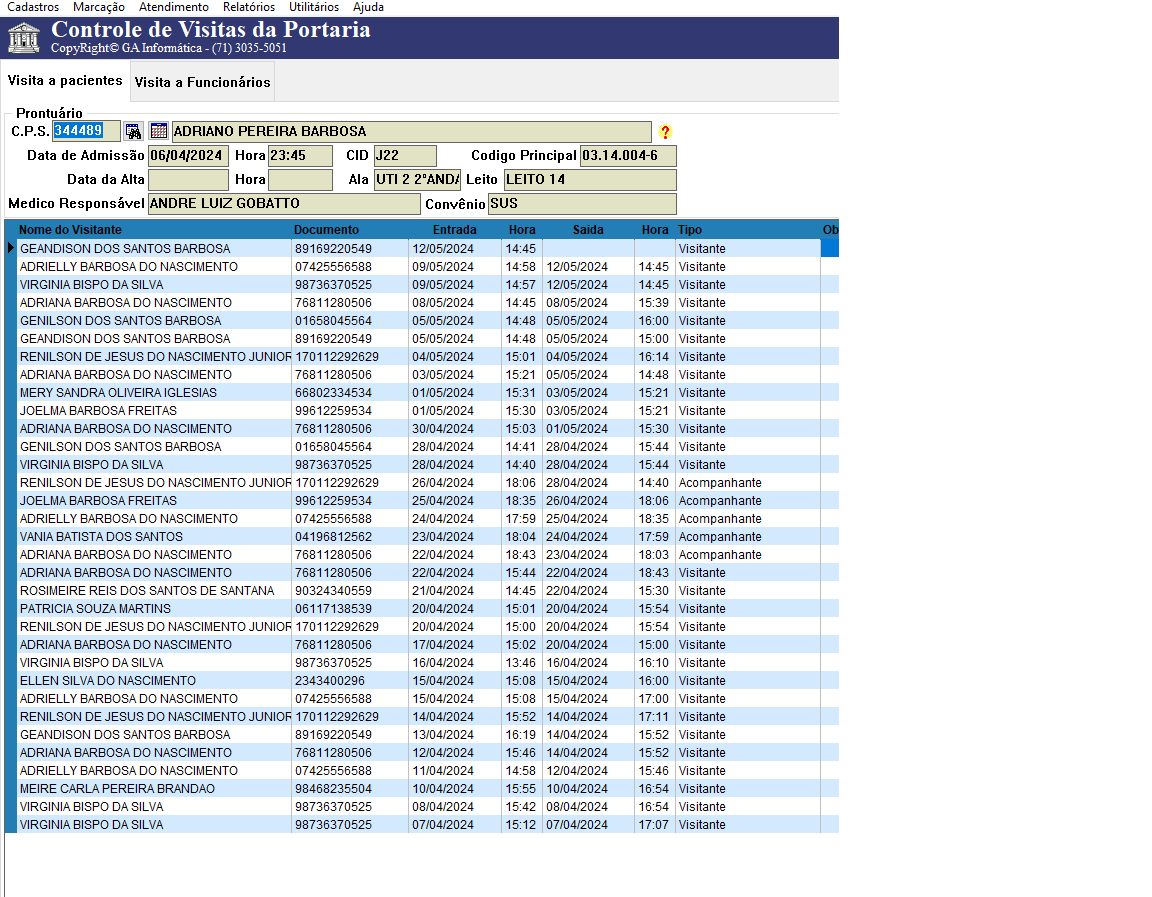 Cadastros Marcação Atendimento Relatórios Utilitários Ajuda
Controle de Visitas da Portaria
CopyRight© GA Informática - (71) 3035-5051
Visita a pacientes Visita a Funcionários
Prontuário
C.P.S. 344489 ADRIANO PEREIRA BARBOSA ?
Data de Admissão 06/04/2024 Hora 23:45 CID J22 Codigo Principal 03.14.004-6
Data da Alta Hora Ala UTI 2 2ºANDA Leito LEITO 14
Medico Responsável ANDRE LUIZ GOBATTO Convênio SUS
Nome do Visitante Documento Entrada Hora Saida Hora Tipo Ob
GEANDISON DOS SANTOS BARBOSA 89169220549 12/05/2024 14:45 Visitante
ADRIELLY BARBOSA DO NASCIMENTO 07425556588 09/05/2024 14:58 12/05/2024 14:45 Visitante
VIRGINIA BISPO DA SILVA 98736370525 09/05/2024 14:57 12/05/2024 14:45 Visitante
ADRIANA BARBOSA DO NASCIMENTO 76811280506 08/05/2024 14:45 08/05/2024 15:39 Visitante
GENILSON DOS SANTOS BARBOSA 01658045564 05/05/2024 14:48 05/05/2024 16:00 Visitante
GEANDISON DOS SANTOS BARBOSA 89169220549 05/05/2024 14:48 05/05/2024 15:00 Visitante
RENILSON DE JESUS DO NASCIMENTO JUNIOR 170112292629 04/05/2024 15:01 04/05/2024 16:14 Visitante
ADRIANA BARBOSA DO NASCIMENTO 76811280506 03/05/2024 15:21 05/05/2024 14:48 Visitante
MERY SANDRA OLIVEIRA IGLESIAS 66802334534 01/05/2024 15:31 03/05/2024 15:21 Visitante
JOELMA BARBOSA FREITAS 99612259534 01/05/2024 15:30 03/05/2024 15:21 Visitante
ADRIANA BARBOSA DO NASCIMENTO 76811280506 30/04/2024 15:03 01/05/2024 15:30 Visitante
GENILSON DOS SANTOS BARBOSA 01658045564 28/04/2024 14:41 28/04/2024 15:44 Visitante
VIRGINIA BISPO DA SILVA 98736370525 28/04/2024 14:40 28/04/2024 15:44 Visitante
RENILSON DE JESUS DO NASCIMENTO JUNIOR 170112292629 26/04/2024 18:06 28/04/2024 14:40 Acompanhante
JOELMA BARBOSA FREITAS 99612259534 25/04/2024 18:35 26/04/2024 18:06 Acompanhante
ADRIELLY BARBOSA DO NASCIMENTO 07425556588 24/04/2024 17:59 25/04/2024 18:35 Acompanhante
VANIA BATISTA DOS SANTOS 04196812562 23/04/2024 18:04 24/04/2024 17:59 Acompanhante
ADRIANA BARBOSA DO NASCIMENTO 76811280506 22/04/2024 18:43 23/04/2024 18:03 Acompanhante
ADRIANA BARBOSA DO NASCIMENTO 76811280506 22/04/2024 15:44 22/04/2024 18:43 Visitante
ROSIMEIRE REIS DOS SANTOS DE SANTANA 90324340559 21/04/2024 14:45 22/04/2024 15:30 Visitante
PATRICIA SOUZA MARTINS 06117138539 20/04/2024 15:01 20/04/2024 15:54 Visitante
RENILSON DE JESUS DO NASCIMENTO JUNIOR 170112292629 20/04/2024 15:00 20/04/2024 15:54 Visitante
ADRIANA BARBOSA DO NASCIMENTO 76811280506 17/04/2024 15:02 20/04/2024 15:00 Visitante
VIRGINIA BISPO DA SILVA 98736370525 16/04/2024 13:46 16/04/2024 16:10 Visitante
ELLEN SILVA DO NASCIMENTO 2343400296 15/04/2024 15:08 15/04/2024 16:00 Visitante
ADRIELLY BARBOSA DO NASCIMENTO 07425556588 15/04/2024 15:08 15/04/2024 17:00 Visitante
RENILSON DE JESUS DO NASCIMENTO JUNIOR 170112292629 14/04/2024 15:52 14/04/2024 17:11 Visitante
GEANDISON DOS SANTOS BARBOSA 89169220549 13/04/2024 16:19 14/04/2024 15:52 Visitante
ADRIANA BARBOSA DO NASCIMENTO 76811280506 12/04/2024 15:46 14/04/2024 15:52 Visitante
ADRIELLY BARBOSA DO NASCIMENTO 07425556588 11/04/2024 14:58 12/04/2024 15:46 Visitante
MEIRE CARLA PEREIRA BRANDAO 98468235504 10/04/2024 15:55 10/04/2024 16:54 Visitante
VIRGINIA BISPO DA SILVA 98736370525 08/04/2024 15:42 08/04/2024 16:54 Visitante
VIRGINIA BISPO DA SILVA 98736370525 07/04/2024 15:12 07/04/2024 17:07 Visitante